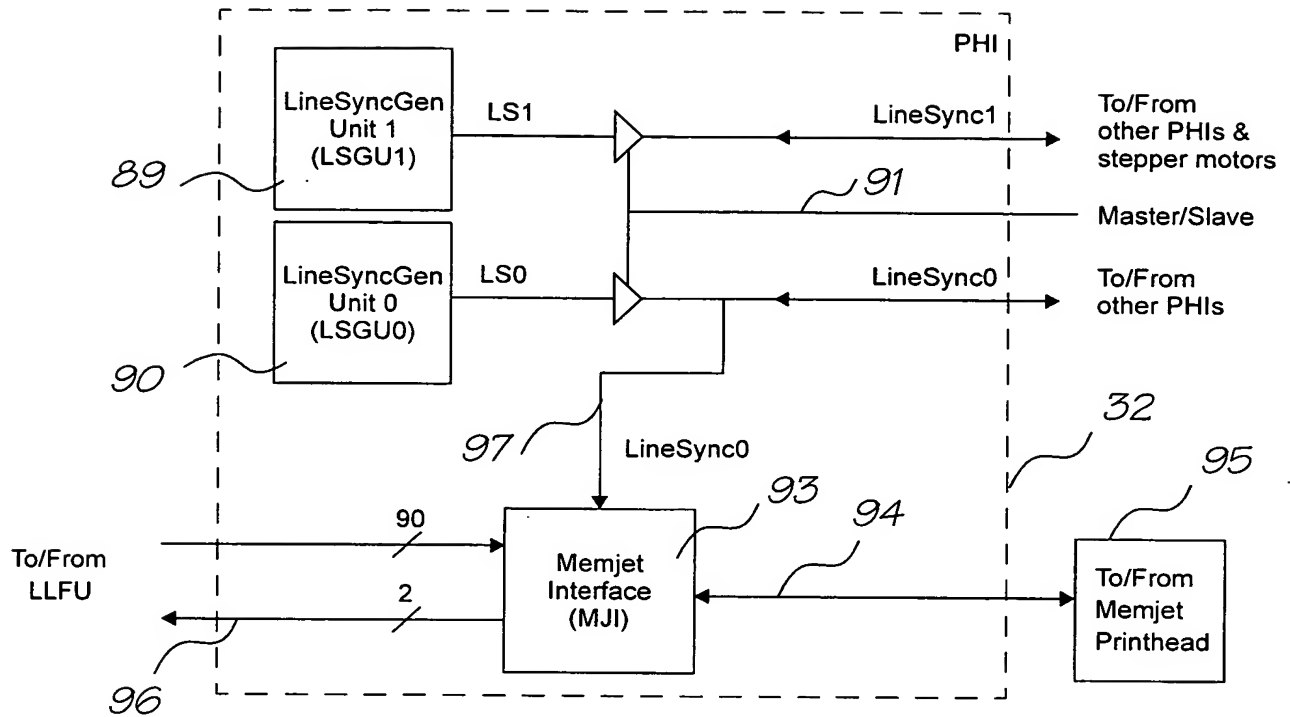 PHI
LineSyncGen
Unit 1
(LSGU1)
LS1
LineSync1
To/From
other PHIs &
stepper motors
89
91
Master/Slave
LineSyncGen
Unit 0
(LSGU0)
LS0
LineSync0
To/From
other PHIs
90
97
LineSync0
32
95
93
94
To/From
LLFU
90
2
96
Memjet
Interface
(MJI)
To/From
Memjet
Printhead